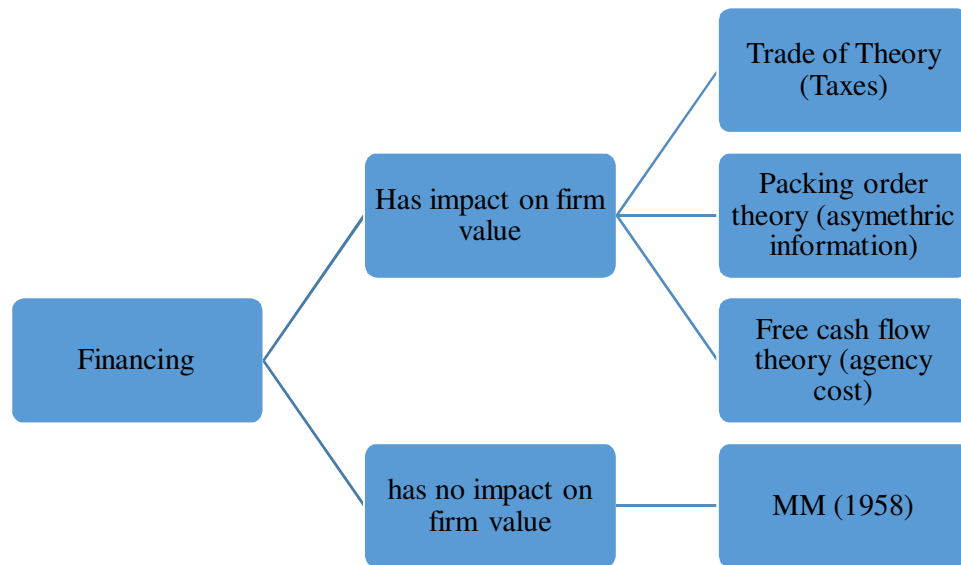 Financing
Has impact on firm
value
has no impact on
firm value
Trade of Theory
(Taxes)
Packing order
theory (asymethric
information)
Free cash flow
theory (agency
cost)
MM (1958)